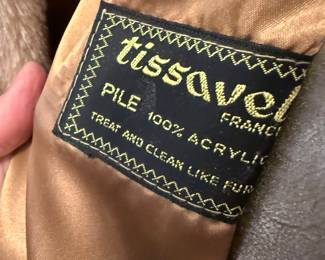 tissavel
FRANC
PILE 100% ACRYLIC
TREAT AND CLEAN LIKE FUR